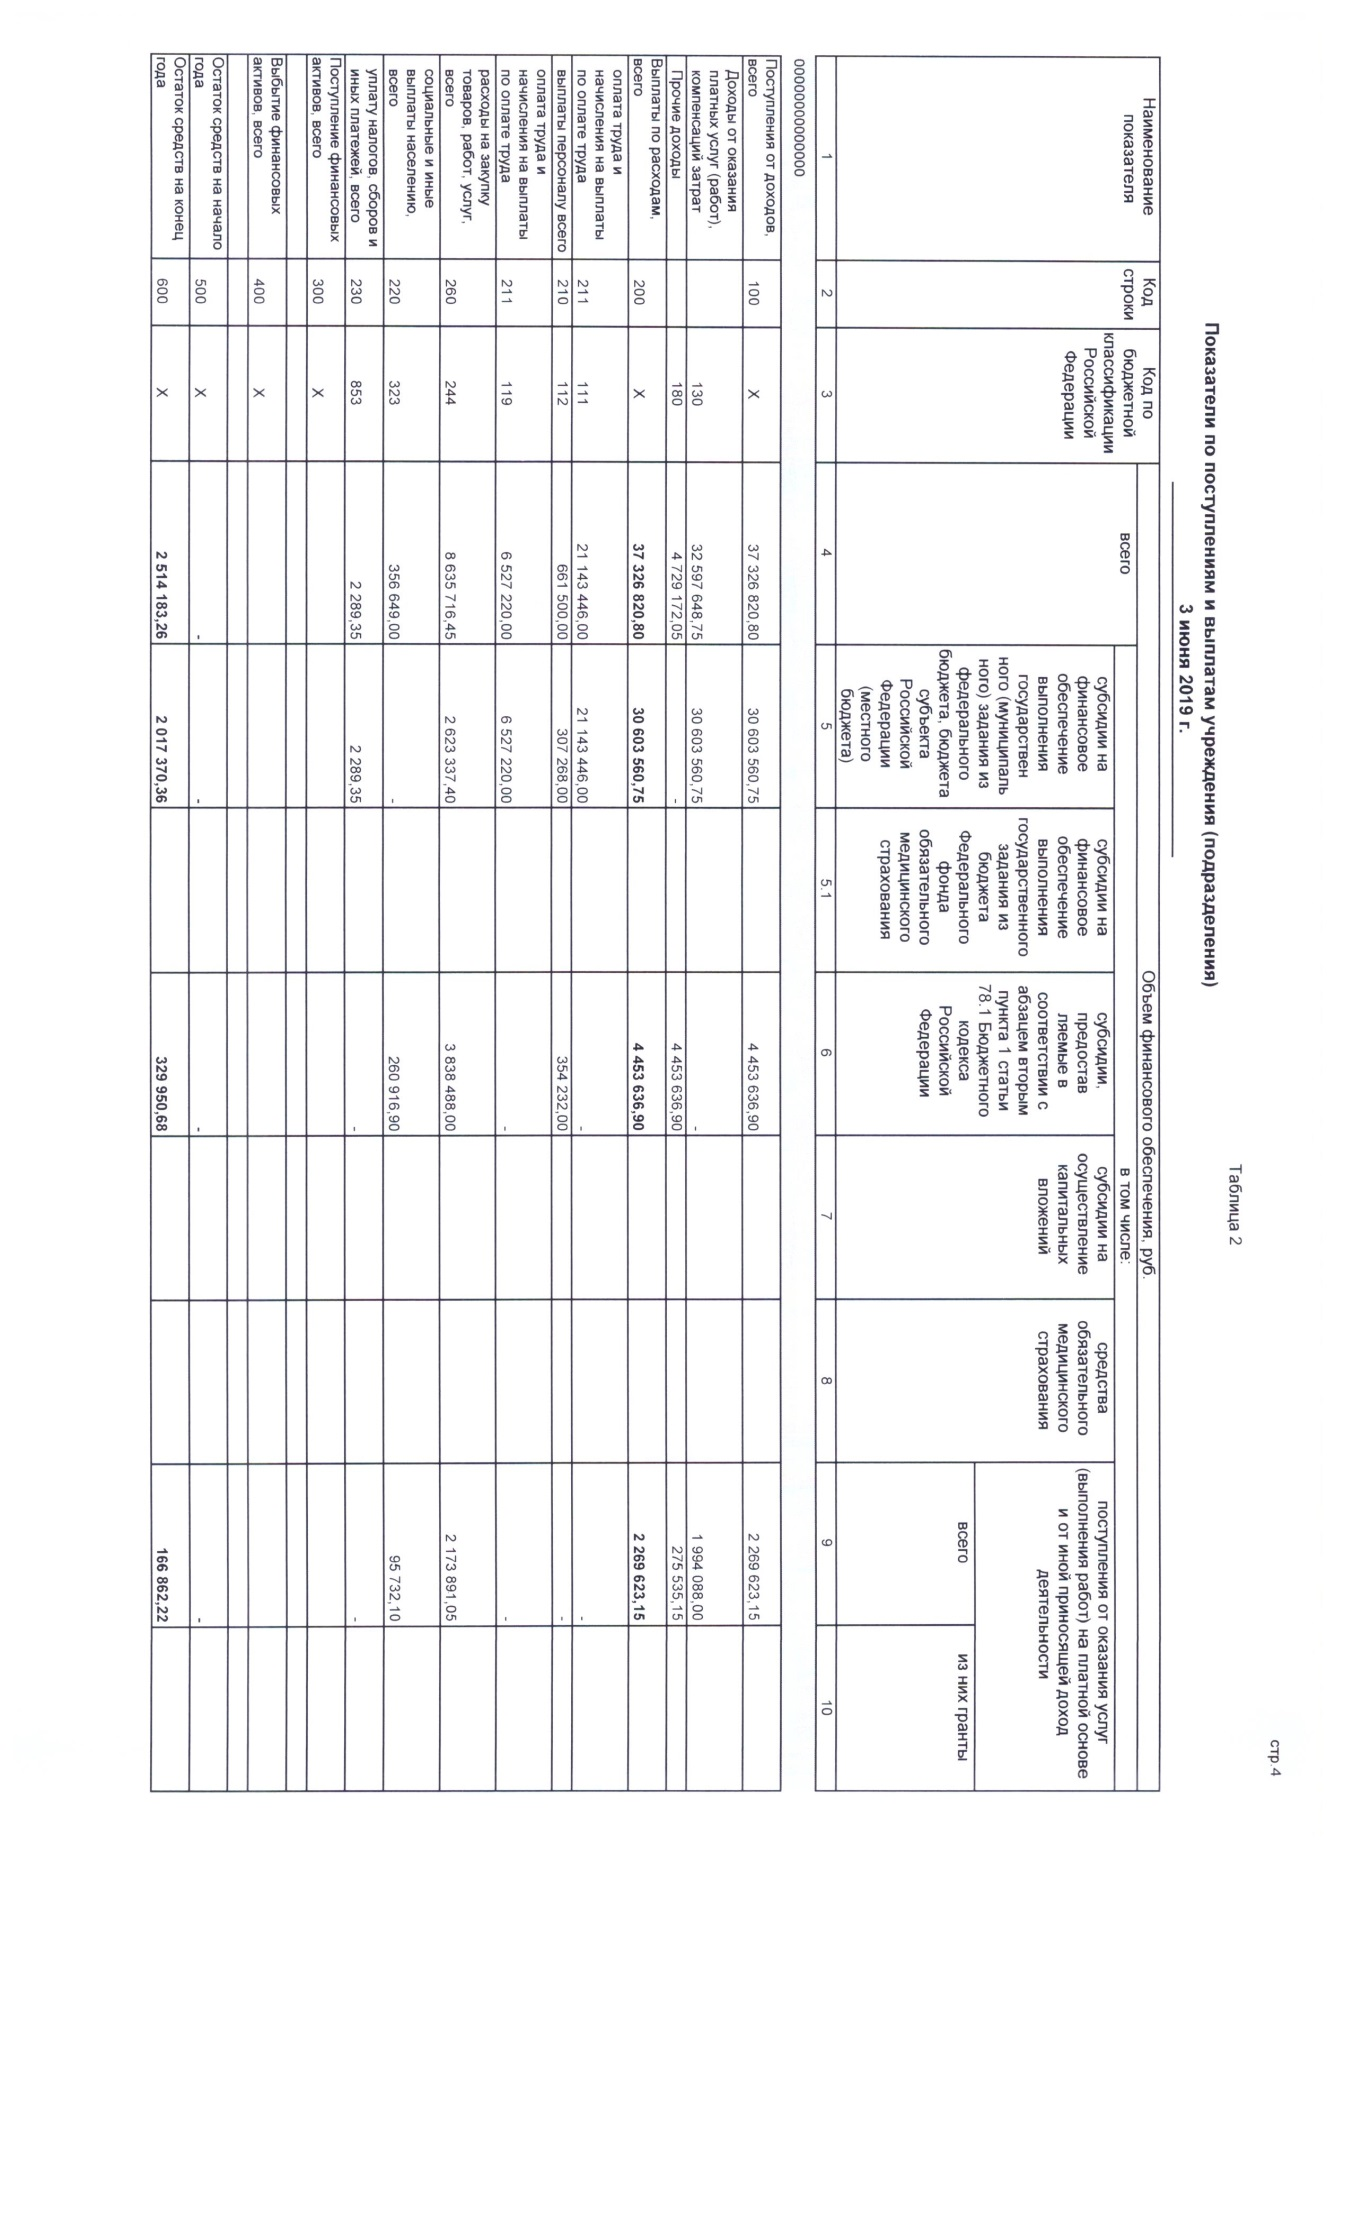 стр.4
Таблица 2
Показатели по поступлениям и выплатам учреждения (подразделения)
3 июня 2019 г.
Наименование
показателя
Код
строки
Код по
бюджетной
классификации
Российской
Федерации
Объем финансового обеспечения, руб.
всего
в том числе:
субсидии на
финансовое
обеспечение
выполнения
государствен
ного (муниципаль
ного) задания из
федерального
бюджета, бюджета
субъекта
Российской
Федерации
(местного
бюджета)
субсидии на
финансовое
обеспечение
выполнения
государственного
задания из
бюджета
Федерального
фонда
обязательного
медицинского
страхования
субсидии,
предостав
ляемые в
соответствии с
абзацем вторым
пункта 1 статьи
78.1 Бюджетного
кодекса
Российской
Федерации
субсидии на
осуществление
капитальных
вложений
средства
обязательного
медицинского
страхования
поступления от оказания услуг
(выполнения работ) на платной основе
и от иной приносящей доход
деятельности
всего
из них гранты
1 2 3 4 5 5.1 6 7 8 9 10
0000000000000
Поступления от доходов,
всего 100 X 37 326 820,80 30 603 560,75 4 453 636,90 2 269 623,15
Доходы от оказания
платных услуг (работ),
компенсаций затрат 130 32 597 648,75 30 603 560,75 - 1 994 088,00
Прочие доходы 180 4 729 172,05 - 4 453 636,90 275 535,15
Выплаты по расходам,
всего 200 X 37 326 820,80 30 603 560,75 4 453 636,90 2 269 623,15
оплата труда и
начисления на выплаты
по оплате труда 211 111 21 143 446,00 21 143 446,00 - -
выплаты персоналу всего 210 112 661 500,00 307 268,00 354 232,00 -
оплата труда и
начисления на выплаты
по оплате труда 211 119 6 527 220,00 6 527 220,00 - -
расходы на закупку
товаров, работ, услуг,
всего 260 244 8 635 716,45 2 623 337,40 3 838 488,00 2 173 891,05
социальные и иные
выплаты населению,
всего 220 323 356 649,00 - 260 916,90 95 732,10
уплату налогов, сборов и
иных платежей, всего 230 853 2 289,35 2 289,35 - -
Поступление финансовых
активов, всего 300 X
Выбытие финансовых
активов, всего 400 X
Остаток средств на начало
года 500 X - - - -
Остаток средств на конец
года 600 X 2 514 183,26 2 017 370,36 329 950,68 166 862,22